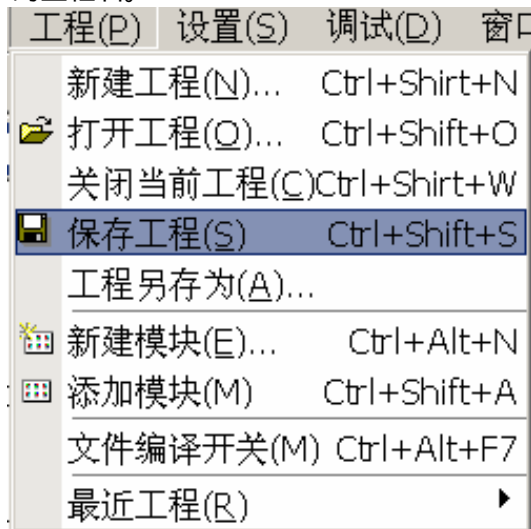 工程(P) 设置(S) 调试(D) 窗
新建工程(N)... Ctrl+Shirt+N
打开工程(O)... Ctrl+Shift+O
关闭当前工程(C)Ctrl+Shirt+W
保存工程(S) Ctrl+Shift+S
工程另存为(A)...
新建模块(E)... Ctrl+Alt+N
添加模块(M) Ctrl+Shift+A
文件编译开关(M) Ctrl+Alt+F7
最近工程(R)